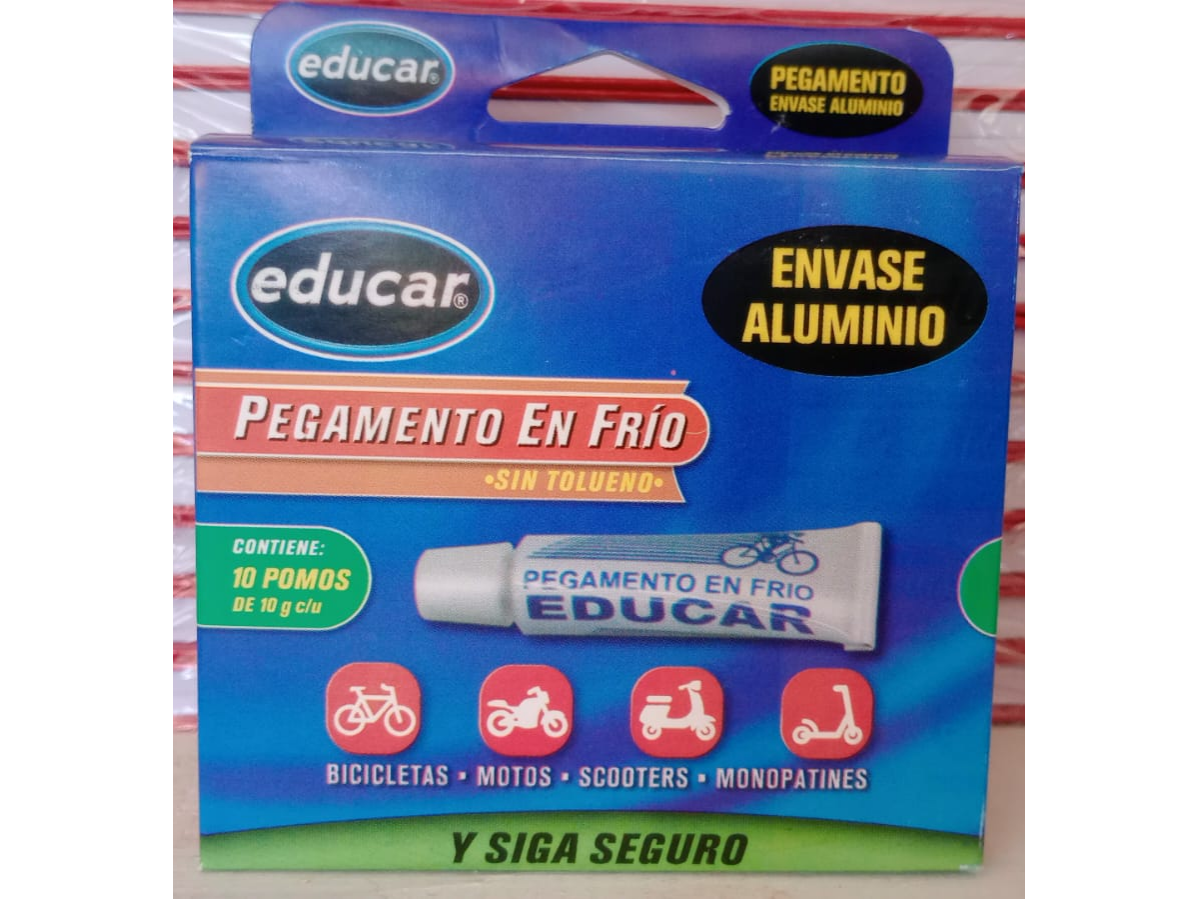 educar®
PEGAMENTO
ENVASE ALUMINIO
educar®
ENVASE
ALUMINIO
PEGAMENTO EN FRÍO
•SIN TOLUENO•
CONTIENE:
10 POMOS
DE 10 g c/u
PEGAMENTO EN FRIO
EDUCAR
BICICLETAS ▪ MOTOS ▪ SCOOTERS ▪ MONOPATINES
Y SIGA SEGURO